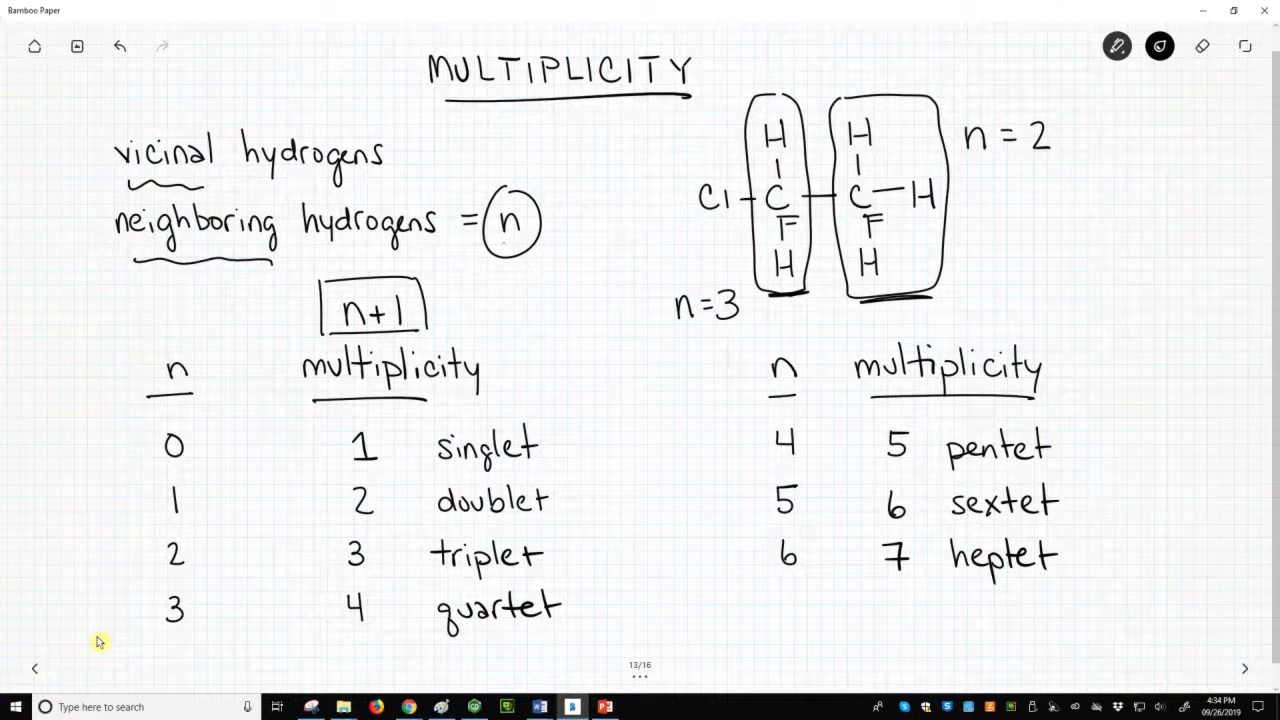 Bamboo Paper
MULTIPLICITY
vicinal hydrogens
neighboring hydrogens = n
n+1
H H n = 2
Cl - C - C - H
F F
H H
n=3
n multiplicity
0 1 singlet
1 2 doublet
2 3 triplet
3 4 quartet
n multiplicity
4 5 pentet
5 6 sextet
6 7 heptet
13/16
Type here to search
4:34 PM
09/26/2019